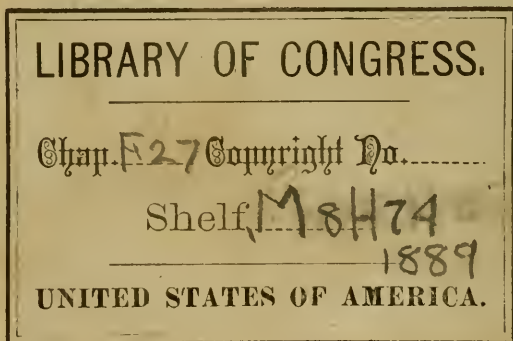 LIBRARY OF CONGRESS.
Chap. F27 Copyright No.
Shelf, M8H74
1889
UNITED STATES OF AMERICA.